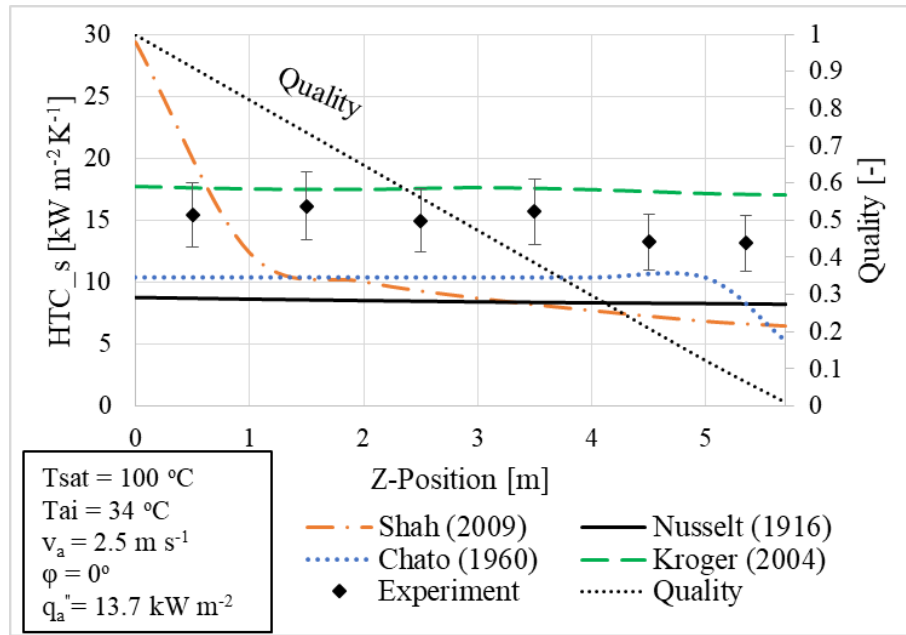 30
25
20
15
10
5
0
HTC_s [kW m⁻² K⁻¹]
1
0.9
0.8
0.7
0.6
0.5
0.4
0.3
0.2
0.1
0
Quality [-]
Quality
0 1 2 3 4 5
Z-Position [m]
Tsat = 100 °C
Tai = 34 °C
vₐ = 2.5 m s⁻¹
φ = 0°
qₐ"= 13.7 kW m⁻²
Shah (2009) Nusselt (1916)
Chato (1960) Kroger (2004)
Experiment Quality